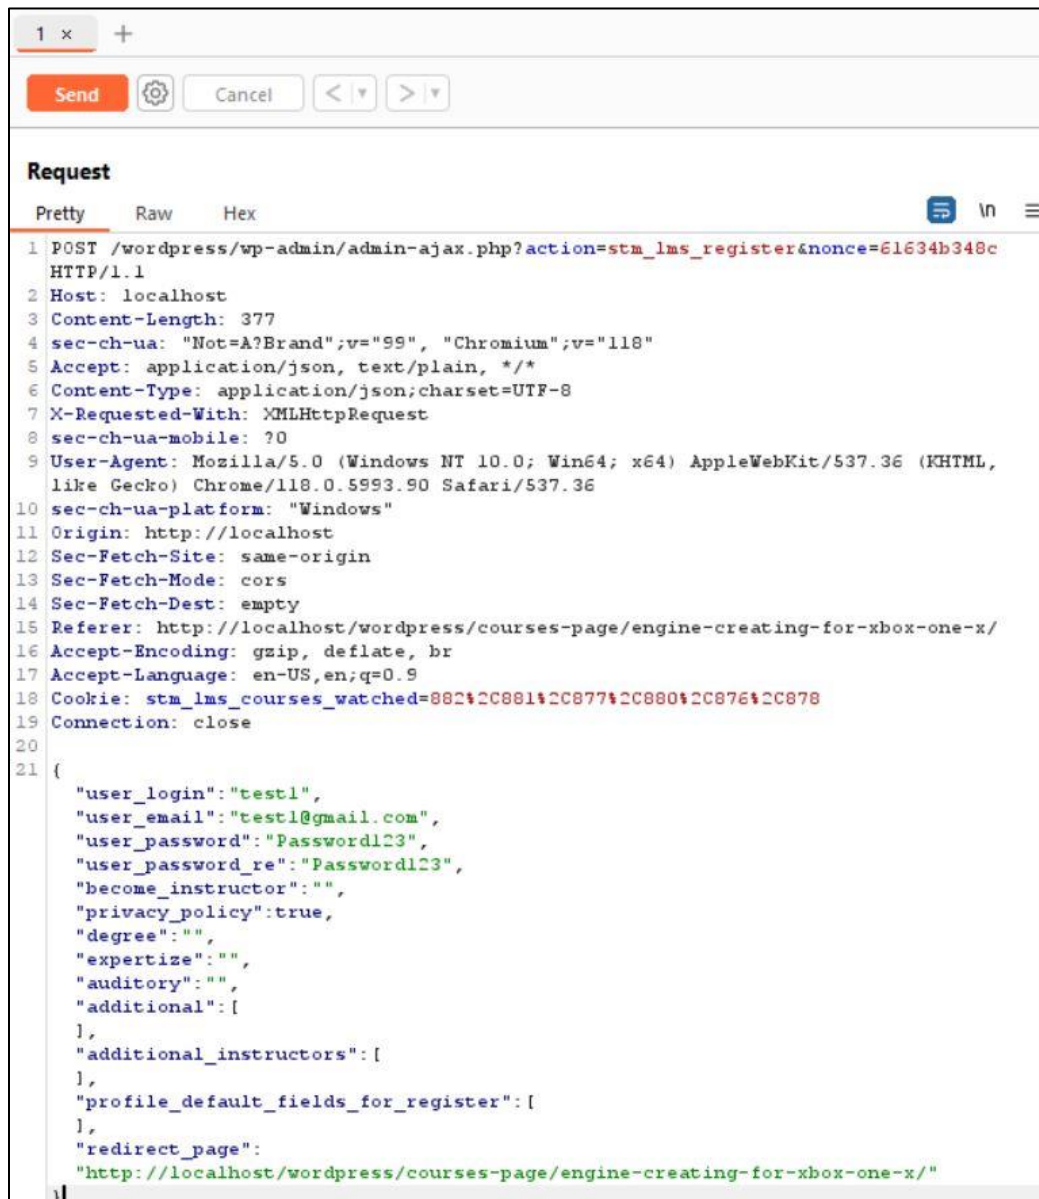 1 × +
Send Cancel < ▼ > ▼
Request
Pretty Raw Hex \n
1 POST /wordpress/wp-admin/admin-ajax.php?action=stm_lms_register&nonce=61634b348c
HTTP/1.1
2 Host: localhost
3 Content-Length: 377
4 sec-ch-ua: "Not=A?Brand";v="99", "Chromium";v="118"
5 Accept: application/json, text/plain, */*
6 Content-Type: application/json;charset=UTF-8
7 X-Requested-With: XMLHttpRequest
8 sec-ch-ua-mobile: ?0
9 User-Agent: Mozilla/5.0 (Windows NT 10.0; Win64; x64) AppleWebKit/537.36 (KHTML,
like Gecko) Chrome/118.0.5993.90 Safari/537.36
10 sec-ch-ua-platform: "Windows"
11 Origin: http://localhost
12 Sec-Fetch-Site: same-origin
13 Sec-Fetch-Mode: cors
14 Sec-Fetch-Dest: empty
15 Referer: http://localhost/wordpress/courses-page/engine-creating-for-xbox-one-x/
16 Accept-Encoding: gzip, deflate, br
17 Accept-Language: en-US,en;q=0.9
18 Cookie: stm_lms_courses_watched=882%2C881%2C877%2C880%2C876%2C878
19 Connection: close
20
21 {
"user_login":"test1",
"user_email":"test1@gmail.com",
"user_password":"Password123",
"user_password_re":"Password123",
"become_instructor":"",
"privacy_policy":true,
"degree":"",
"expertize":"",
"auditory":"",
"additional":[
],
"additional_instructors":[
],
"profile_default_fields_for_register":[
],
"redirect_page":
"http://localhost/wordpress/courses-page/engine-creating-for-xbox-one-x/"
}